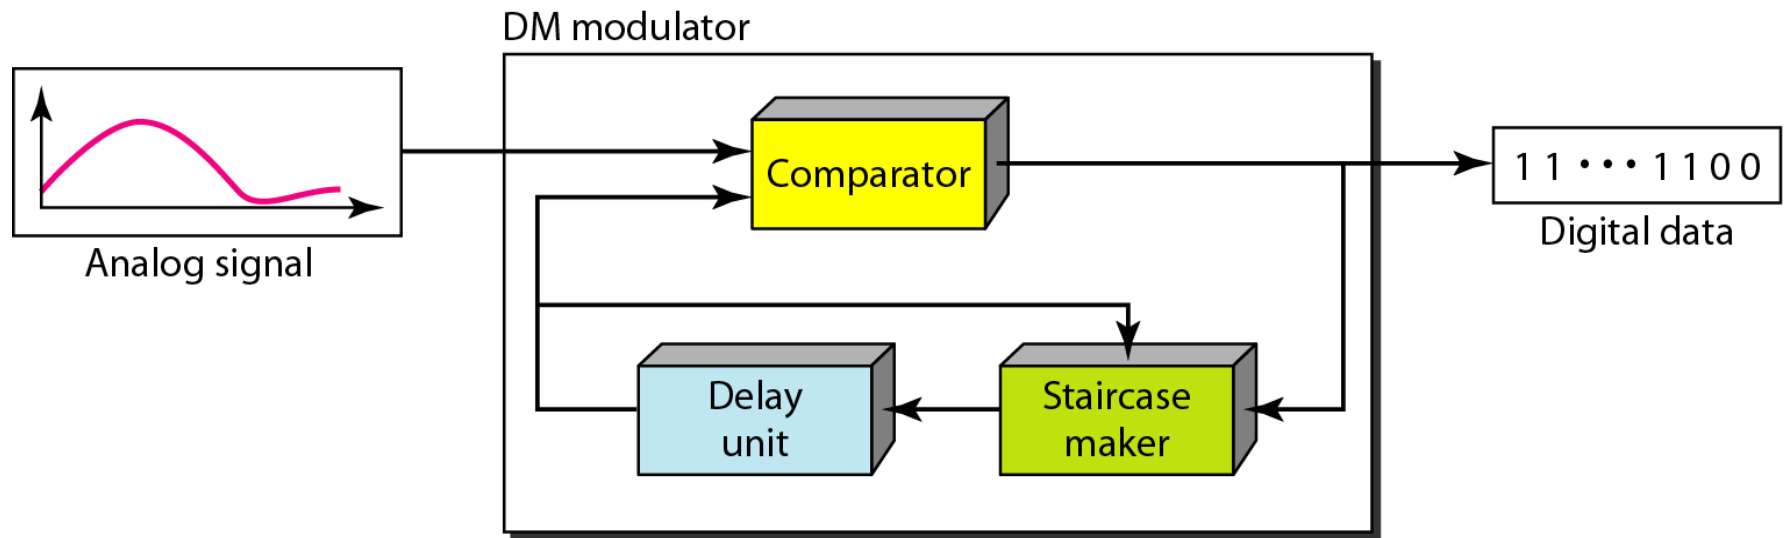 DM modulator
Analog signal
Comparator
1 1 • • • 1 1 0 0
Digital data
Delay
unit
Staircase
maker